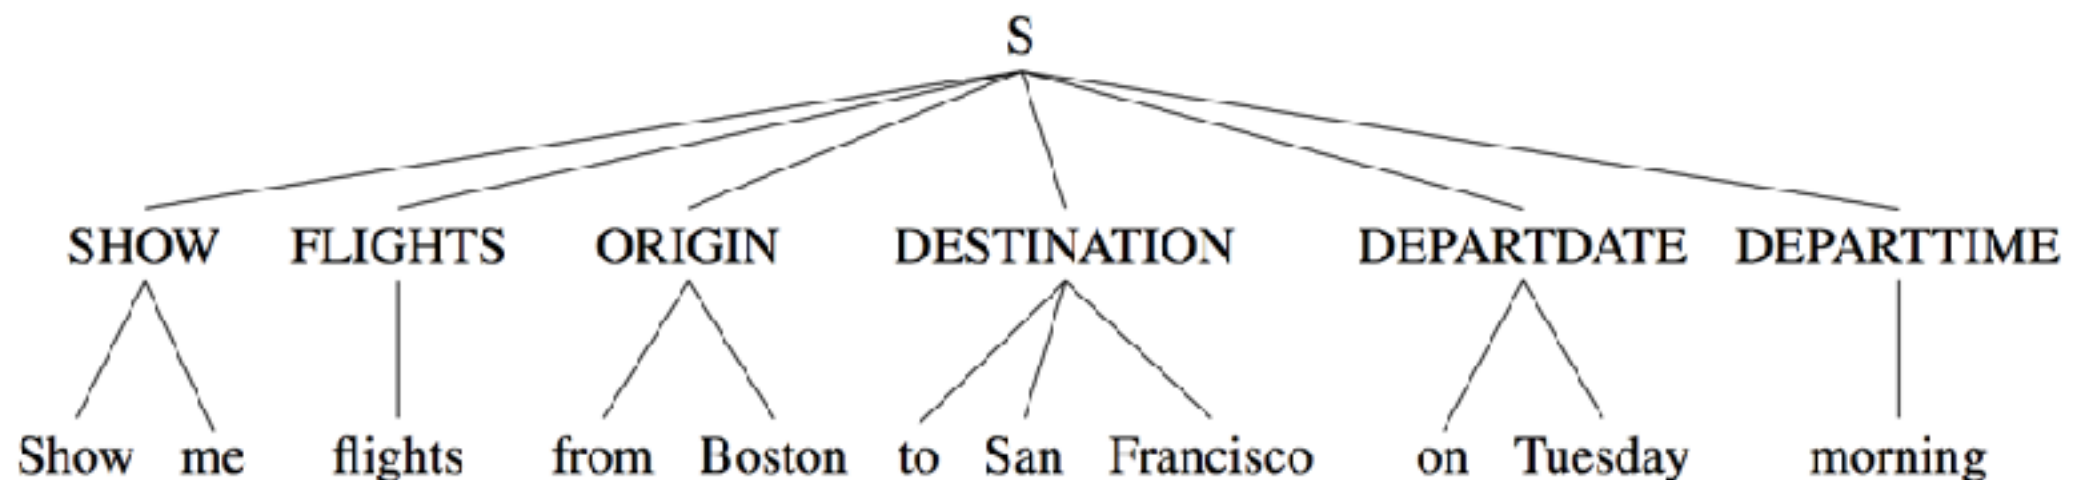 S
SHOW FLIGHTS ORIGIN DESTINATION DEPARTDATE DEPARTTIME
Show me flights from Boston to San Francisco on Tuesday morning